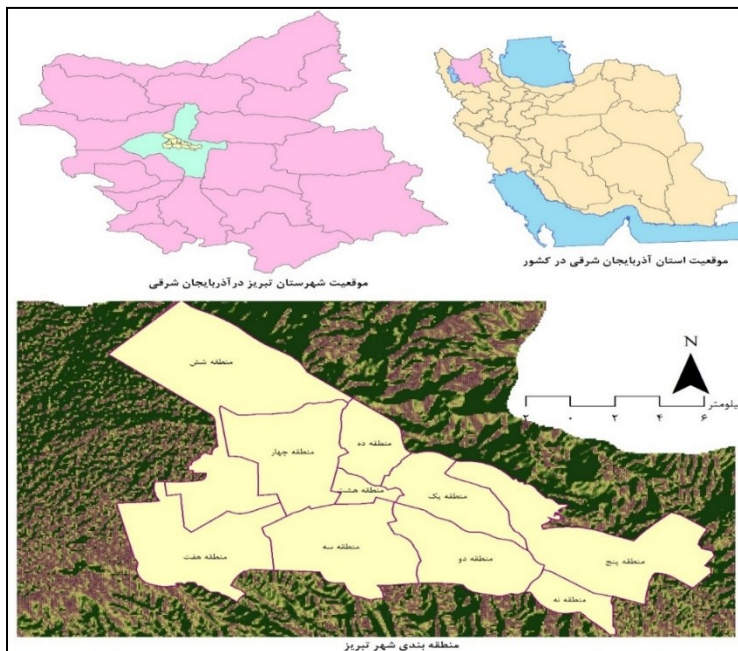 موقعیت شهرستان تبریز در آذربایجان شرقی
موقعیت استان آذربایجان شرقی در کشور
N
کیلومتر
۲ ۰ ۲ ۴ ۶
منطقه شش
منطقه ده
منطقه چهار
منطقه هشت
منطقه یک
منطقه هفت
منطقه سه
منطقه دو
منطقه پنج
منطقه نه
منطقه بندی شهر تبریز